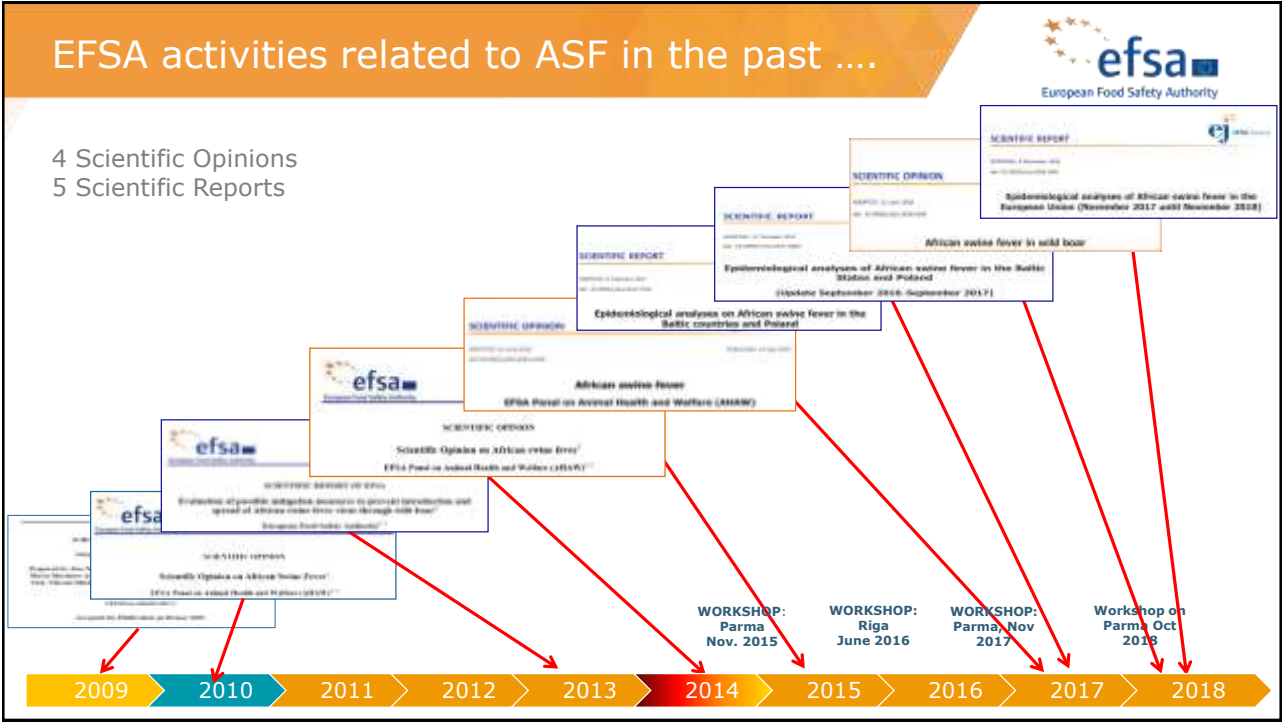 EFSA activities related to ASF in the past ....
efsa
European Food Safety Authority
4 Scientific Opinions
5 Scientific Reports
SCIENTIFIC REPORT
ej
Epidemiological analyses of African swine fever in the
European Union (November 2017 until November 2018)
SCIENTIFIC OPINION
African swine fever in wild boar
SCIENTIFIC REPORT
Epidemiological analyses of African swine fever in the Baltic
States and Poland
(Update September 2016-September 2017)
SCIENTIFIC REPORT
Epidemiological analyses on African swine fever in the
Baltic countries and Poland
SCIENTIFIC OPINION
African swine fever
EFSA Panel on Animal Health and Welfare (AHAW)
efsa
European Food Safety Authority
SCIENTIFIC OPINION
Scientific Opinion on African swine fever
EFSA Panel on Animal Health and Welfare (AHAW)
efsa
SCIENTIFIC REPORT OF EFSA
Evaluation of possible mitigation measures to prevent introduction and
spread of African swine fever virus through wild boar
European Food Safety Authority
efsa
SCIENTIFIC OPINION
Scientific Opinion on African Swine Fever
EFSA Panel on Animal Health and Welfare (AHAW)
WORKSHOP:
Parma
Nov. 2015
WORKSHOP:
Riga
June 2016
WORKSHOP:
Parma, Nov
2017
Workshop on
Parma Oct
2018
2009
2010
2011
2012
2013
2014
2015
2016
2017
2018